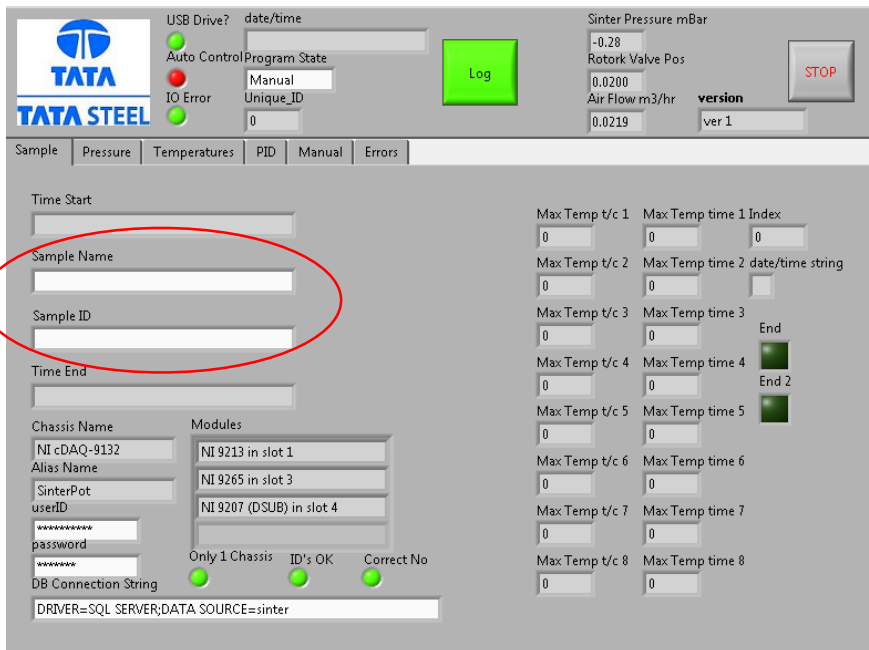 TATA
TATA STEEL
USB Drive?
date/time
Auto Control
Program State
Manual
IO Error
Unique_ID
0
Log
Sinter Pressure mBar
-0.28
Rotork Valve Pos
0.0200
Air Flow m3/hr
0.0219
version
ver 1
STOP
Sample Pressure Temperatures PID Manual Errors
Time Start
Sample Name
Sample ID
Time End
Chassis Name
NI cDAQ-9132
Alias Name
SinterPot
userID
**********
password
*******
Modules
NI 9213 in slot 1
NI 9265 in slot 3
NI 9207 (DSUB) in slot 4
Only 1 Chassis
ID's OK
Correct No
DB Connection String
DRIVER=SQL SERVER;DATA SOURCE=sinter
Max Temp t/c 1 Max Temp time 1 Index
0 0 0
Max Temp t/c 2 Max Temp time 2 date/time string
0 0
Max Temp t/c 3 Max Temp time 3
0 0
End
Max Temp t/c 4 Max Temp time 4
0 0
End 2
Max Temp t/c 5 Max Temp time 5
0 0
Max Temp t/c 6 Max Temp time 6
0 0
Max Temp t/c 7 Max Temp time 7
0 0
Max Temp t/c 8 Max Temp time 8
0 0